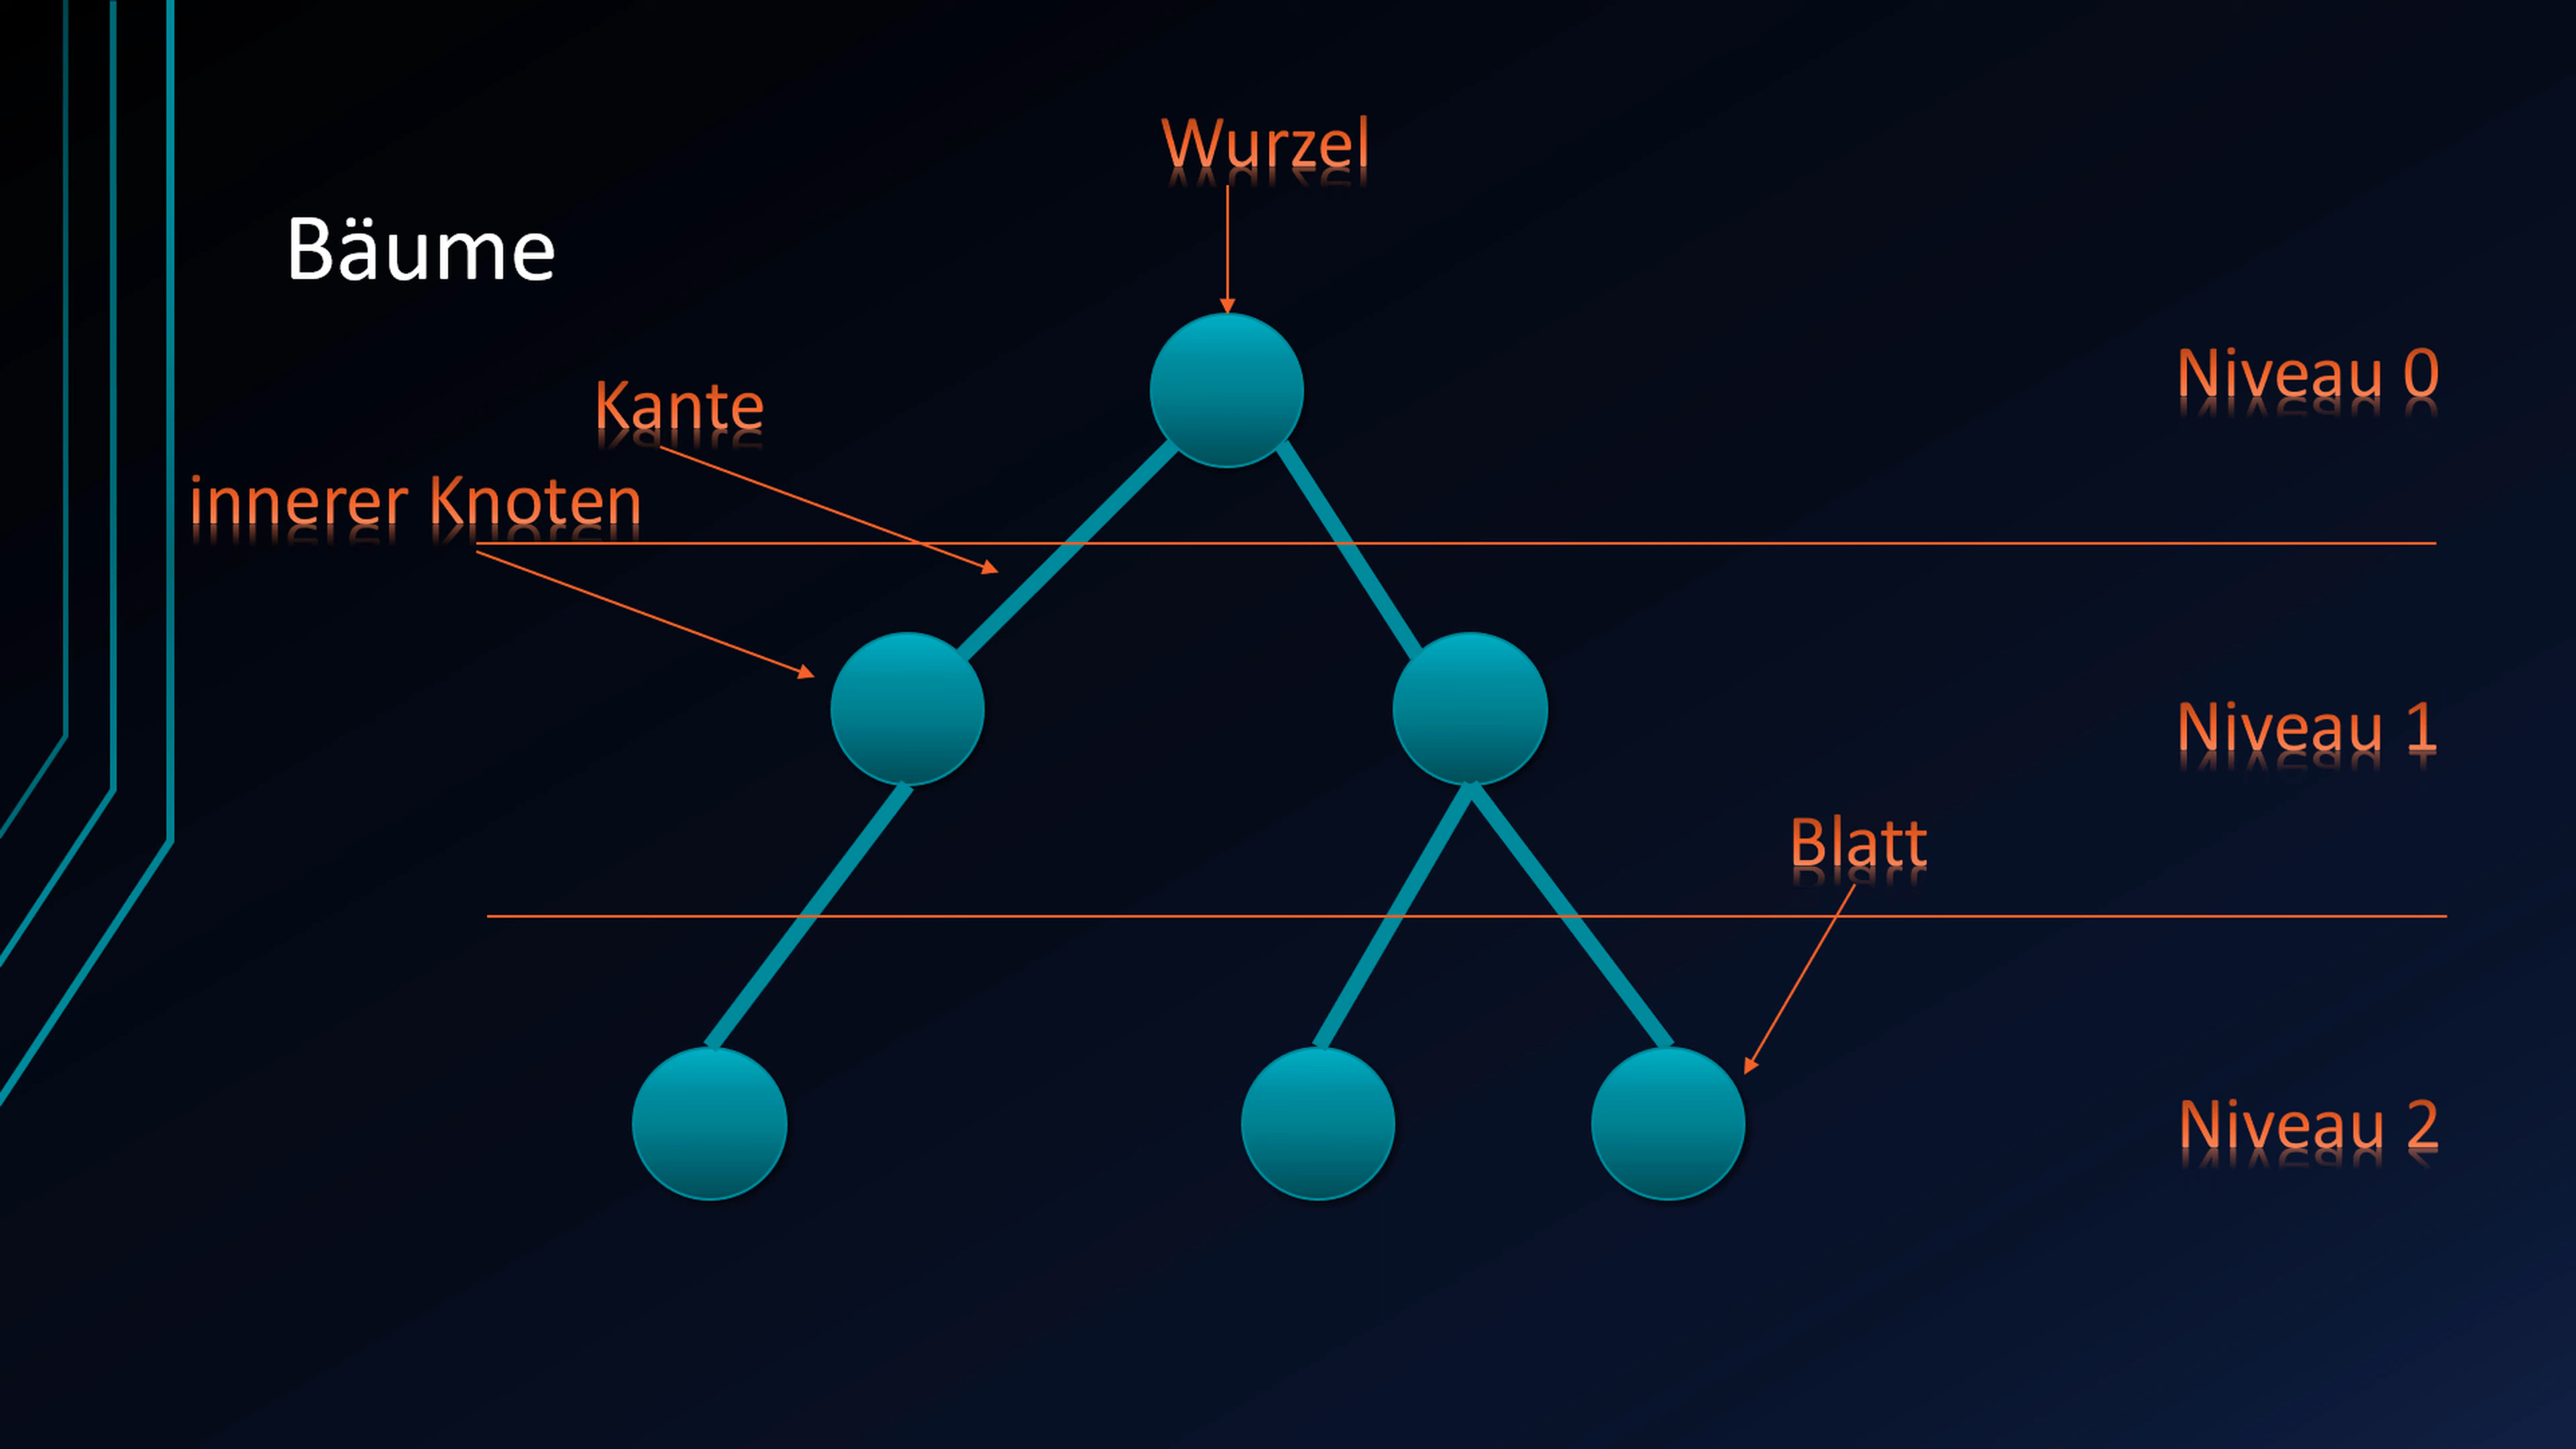 Wurzel
Bäume
Niveau 0
Kante
innerer Knoten
Niveau 1
Blatt
Niveau 2